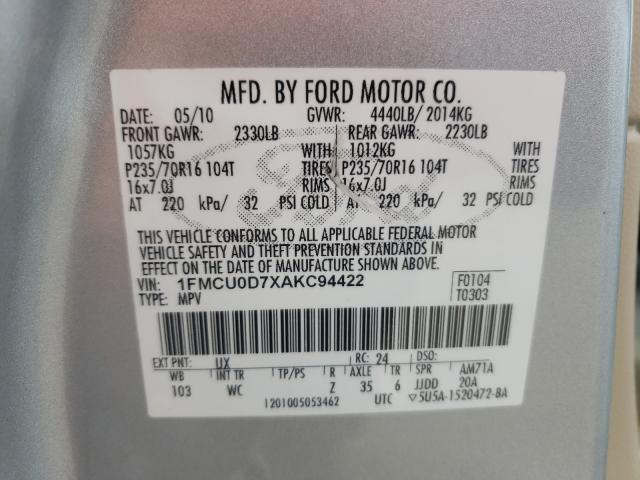 MFD. BY FORD MOTOR CO.
DATE: 05/10 GVWR: 4440LB/ 2014KG
FRONT GAWR: 2330LB REAR GAWR: 2230LB
1057KG WITH 1012KG WITH
P235/70R16 104T TIRES P235/70R16 104T TIRES
16x7.0J RIMS 16x7.0J RIMS
AT 220 kPa/ 32 PSI COLD AT 220 kPa/ 32 PSI COLD
THIS VEHICLE CONFORMS TO ALL APPLICABLE FEDERAL MOTOR
VEHICLE SAFETY AND THEFT PREVENTION STANDARDS IN
EFFECT ON THE DATE OF MANUFACTURE SHOWN ABOVE.
VIN: 1FMCU0D7XAKC94422 F0104
TYPE: MPV T0303
EXT PNT: UX RC: 24 DSO:
WB INT TR TP/PS R AXLE TR SPR AM71A
103 WC Z 35 6 JJDD 20A
1201005053462 UTC ▽5U5A-1520472-BA